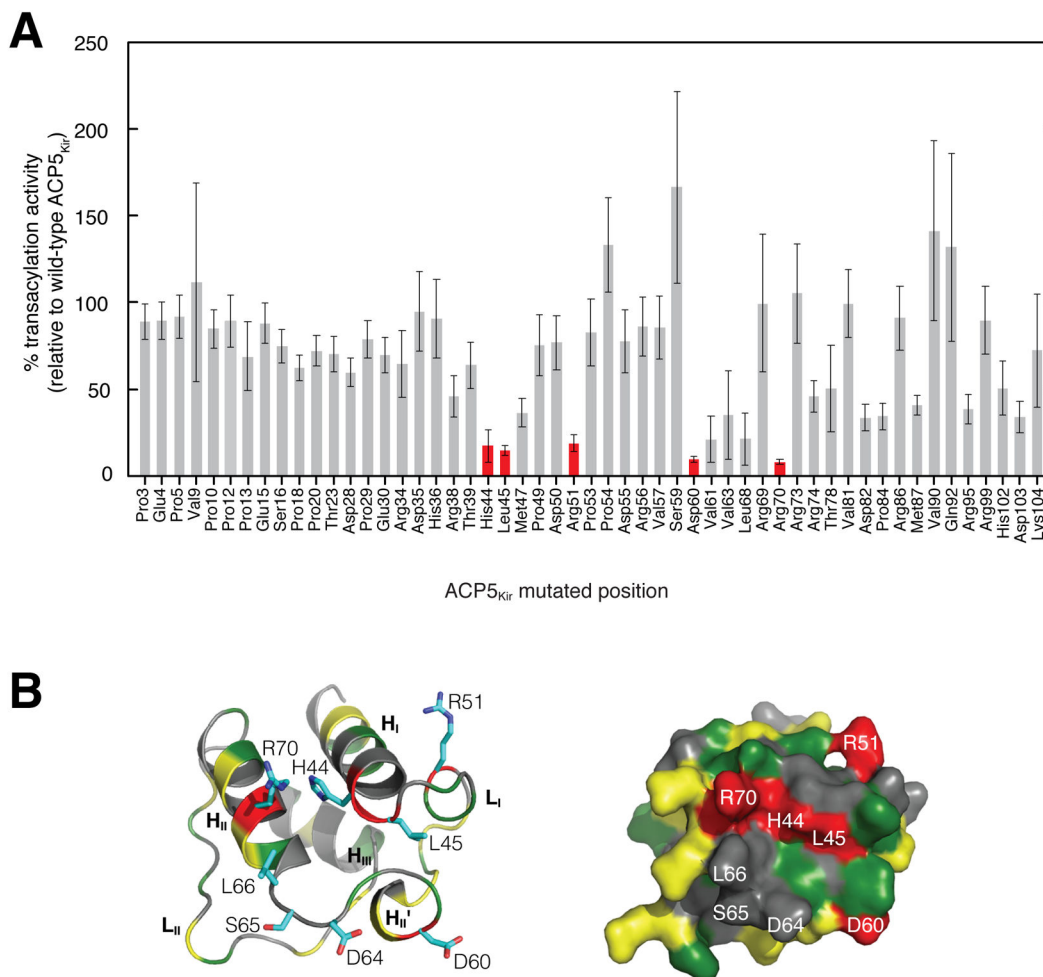 A
250
200
150
100
50
0
% transacylation activity
(relative to wild-type ACP5Kir)
Pro3
Glu4
Pro5
Val9
Pro10
Pro12
Pro13
Glu15
Ser16
Pro18
Pro20
Thr23
Asp28
Pro29
Glu30
Arg34
Asp35
His36
Arg38
Thr39
His44
Leu45
Met47
Pro49
Asp50
Arg51
Pro53
Pro54
Asp55
Arg56
Val57
Ser59
Asp60
Val61
Val63
Leu68
Arg69
Arg70
Arg73
Arg74
Thr78
Val81
Asp82
Pro84
Arg86
Met87
Val90
Gln92
Arg95
Arg99
His102
Asp103
Lys104
ACP5Kir mutated position
B
R51
HI
R70
H44
LI
HII
L45
HIII
L66
HII'
LII
S65
D64
D60
R51
R70
H44
L45
L66
S65
D64
D60